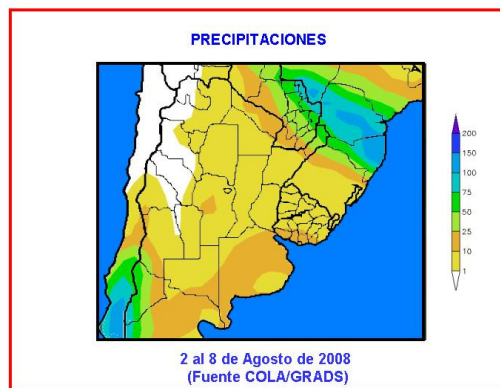 PRECIPITACIONES
200
150
100
75
50
25
10
1
2 al 8 de Agosto de 2008
(Fuente COLA/GRADS)